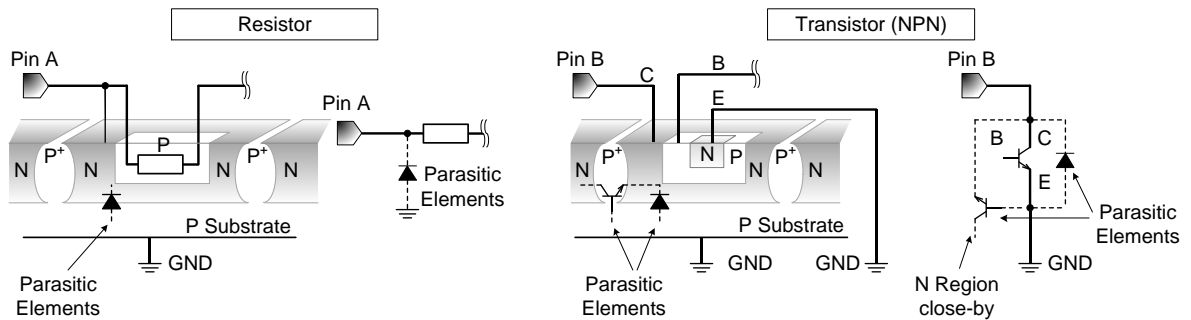 Resistor
Transistor (NPN)
Pin A
Pin B
C
B
E
Pin B
Pin A
N
P+
N
P
N
P+
N
N
P+
N
N
P
N
P+
N
B
C
E
Parasitic
Elements
P Substrate
GND
Parasitic
Elements
P Substrate
GND
GND
Parasitic
Elements
Parasitic
Elements
N Region
close-by
GND